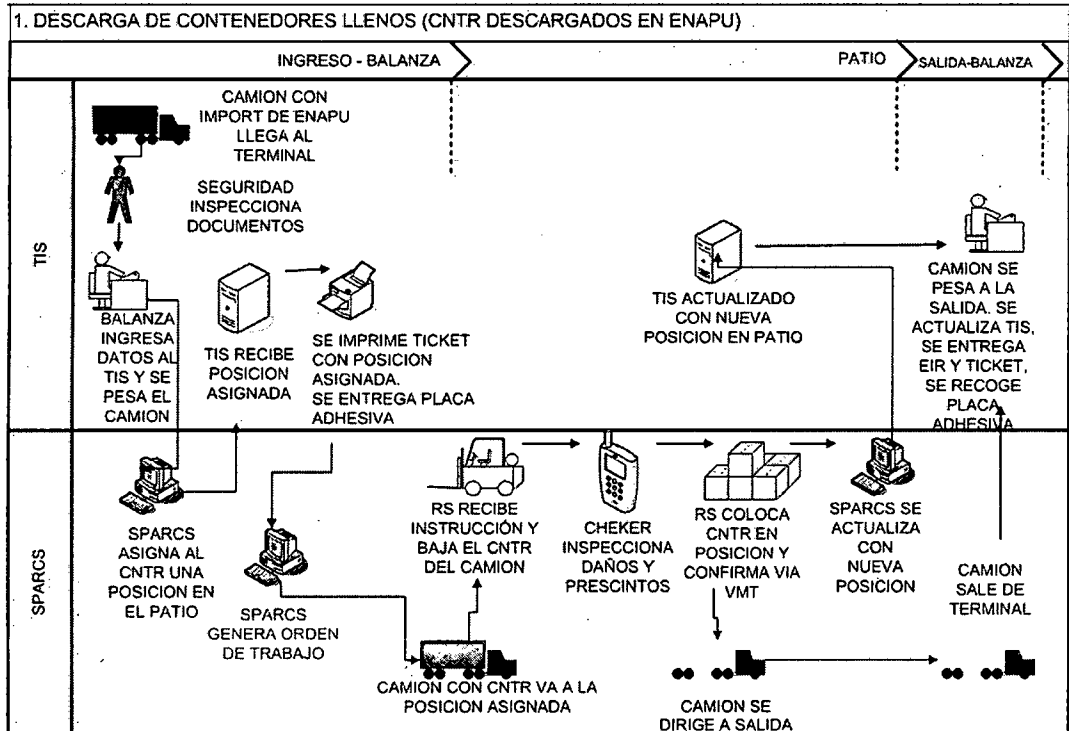 1. DESCARGA DE CONTENEDORES LLENOS (CNTR DESCARGADOS EN ENAPU)
INGRESO - BALANZA
PATIO
SALIDA-BALANZA
TIS
CAMION CON
IMPORT DE ENAPU
LLEGA AL
TERMINAL
SEGURIDAD
INSPECCIONA
DOCUMENTOS
BALANZA
INGRESA
DATOS AL
TIS Y SE
PESA EL
CAMION
TIS RECIBE
POSICION
ASIGNADA
SE IMPRIME TICKET
CON POSICION
ASIGNADA.
SE ENTREGA PLACA
ADHESIVA
TIS ACTUALIZADO
CON NUEVA
POSICION EN PATIO
CAMION SE
PESA A LA
SALIDA. SE
ACTUALIZA TIS,
SE ENTREGA
EIR Y TICKET,
SE RECOGE
PLACA
ADHESIVA
SPARCS
SPARCS
ASIGNA AL
CNTR UNA
POSICION EN
EL PATIO
SPARCS
GENERA ORDEN
DE TRABAJO
CAMION CON CNTR VA A LA
POSICION ASIGNADA
RS RECIBE
INSTRUCCIÓN Y
BAJA EL CNTR
DEL CAMION
CHEKER
INSPECCIONA
DAÑOS Y
PRESCINTOS
RS COLOCA
CNTR EN
POSICION Y
CONFIRMA VIA
VMT
CAMION SE
DIRIGE A SALIDA
SPARCS SE
ACTUALIZA
CON
NUEVA
POSICION
CAMION
SALE DE
TERMINAL